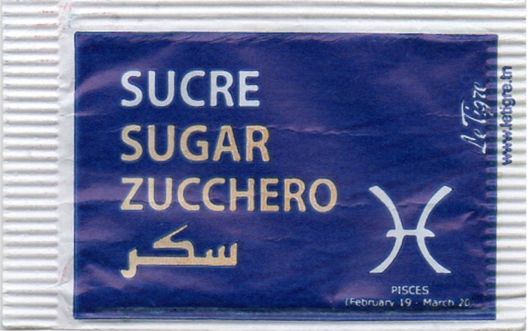 SUCRE
SUGAR
ZUCCHERO
سكر
PISCES
(February 19 - March 20
Le Tigre
www.letigre.tn